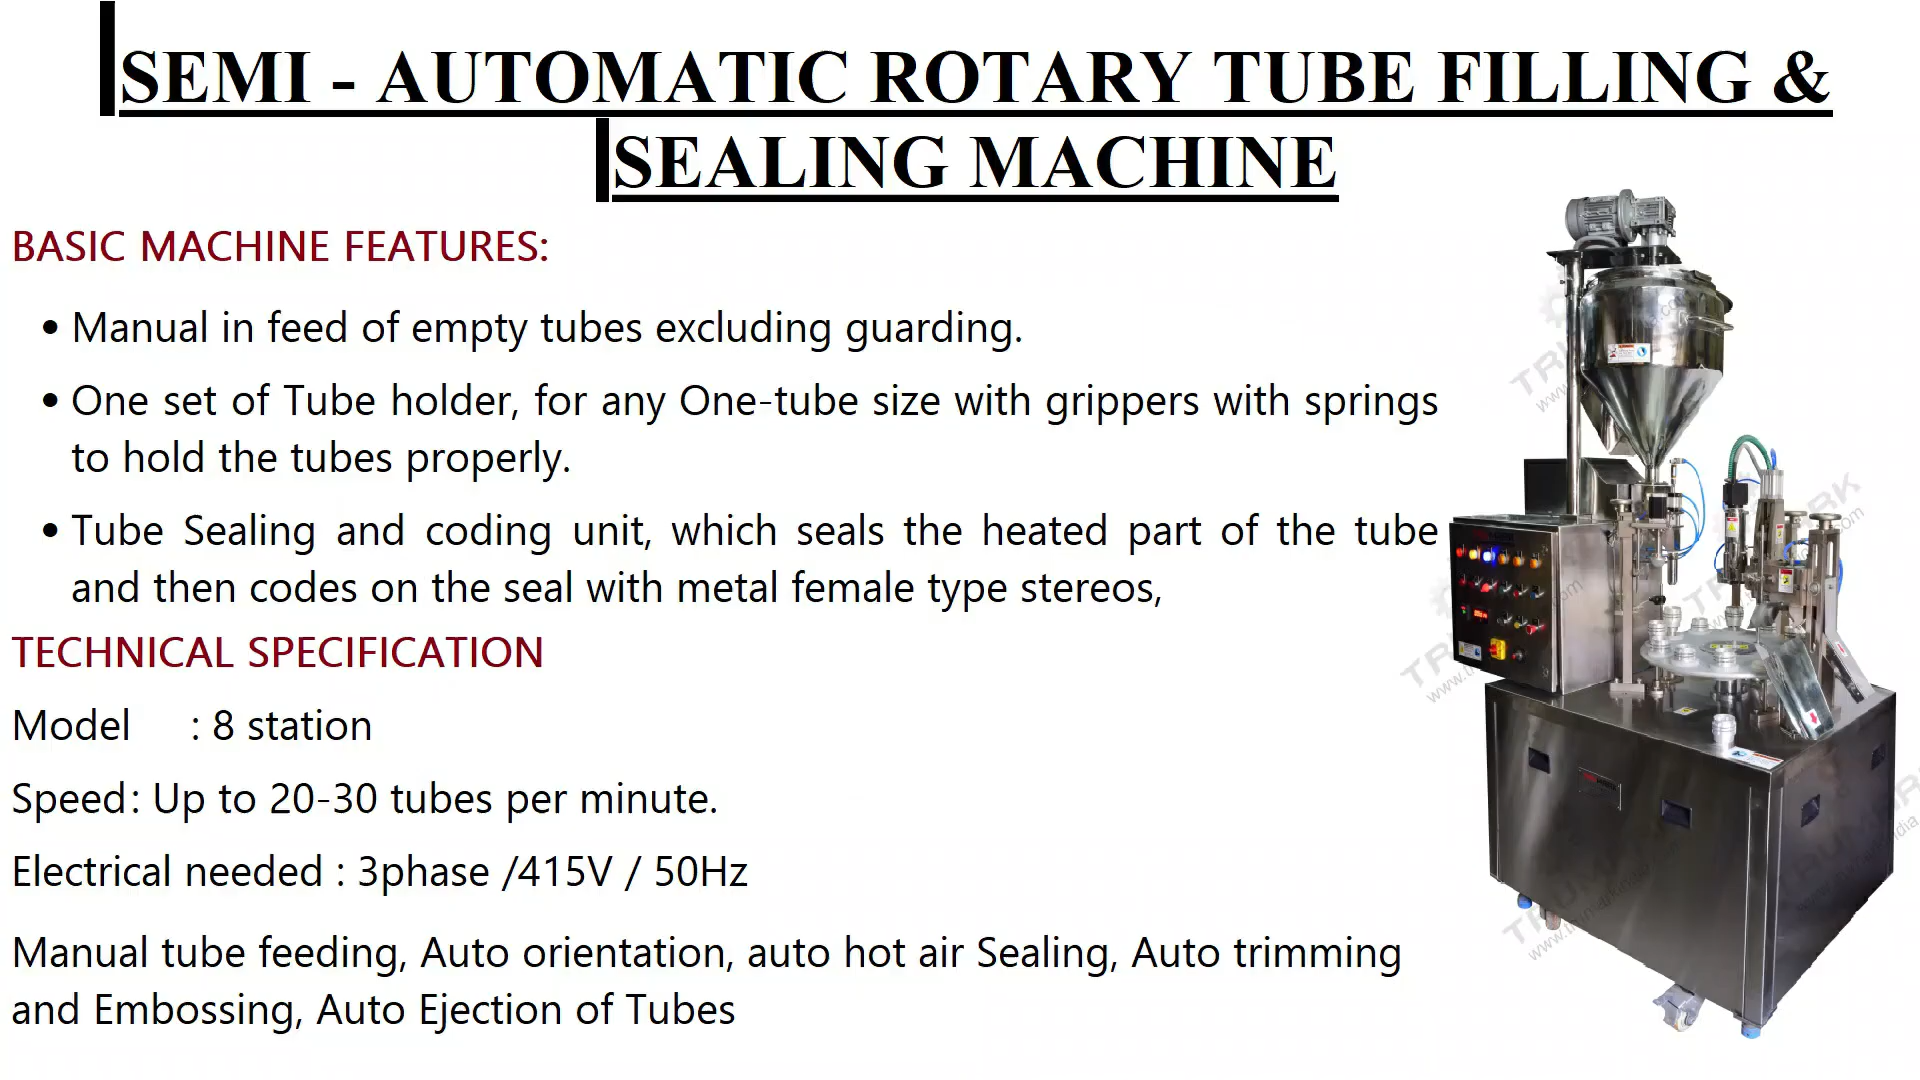 SEMI - AUTOMATIC ROTARY TUBE FILLING &
SEALING MACHINE
BASIC MACHINE FEATURES:
• Manual in feed of empty tubes excluding guarding.
• One set of Tube holder, for any One-tube size with grippers with springs
to hold the tubes properly.
• Tube Sealing and coding unit, which seals the heated part of the tube
and then codes on the seal with metal female type stereos,
TECHNICAL SPECIFICATION
Model : 8 station
Speed: Up to 20-30 tubes per minute.
Electrical needed : 3phase /415V / 50Hz
Manual tube feeding, Auto orientation, auto hot air Sealing, Auto trimming
and Embossing, Auto Ejection of Tubes